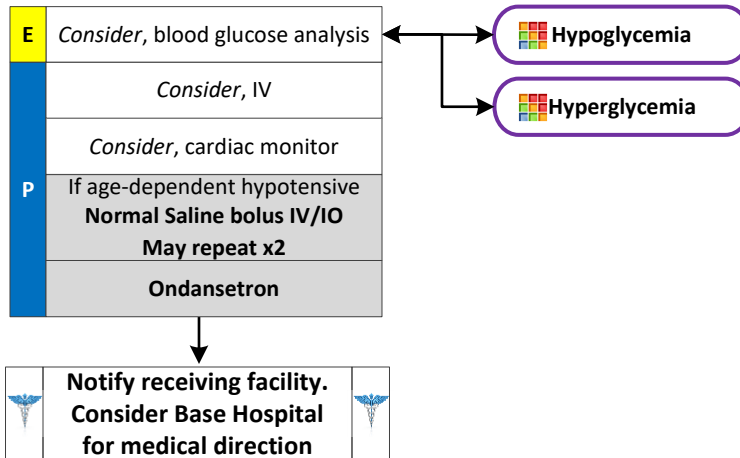 E
Consider, blood glucose analysis
Hypoglycemia
Hyperglycemia
P
Consider, IV
Consider, cardiac monitor
If age-dependent hypotensive
Normal Saline bolus IV/IO
May repeat x2
Ondansetron
Notify receiving facility.
Consider Base Hospital
for medical direction